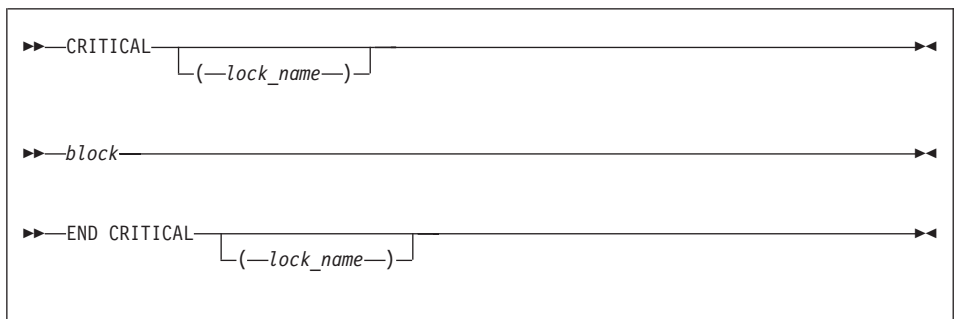 CRITICAL
(lock_name)
block
END CRITICAL
(lock_name)